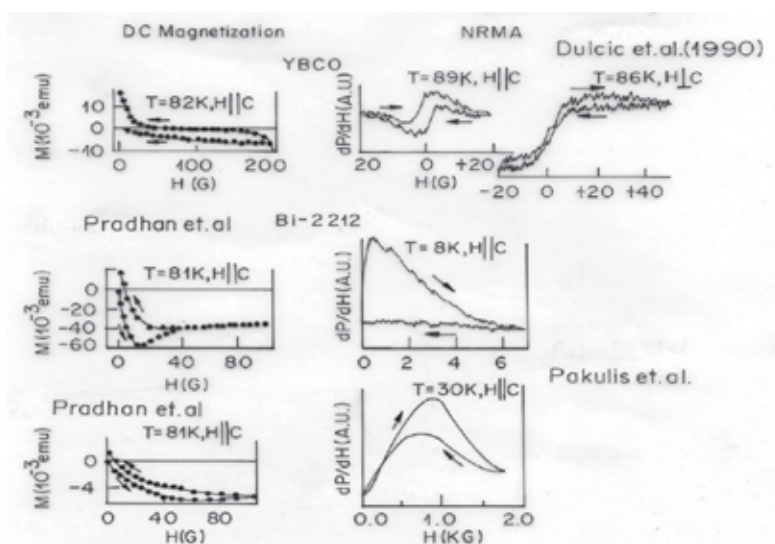 DC Magnetization
NRMA
Dulcic et.al.(1990)
YBCO
T=82K,H||C
10
0
-10
M(10⁻³emu)
0 100 200
H (G)
T=89K,H||C
dP/dH(A.U.)
20 0 +20
H(G)
T=86K,H⊥C
-20 0 +20 +40
Pradhan et.al
Bi-2212
T=81K,H||C
0
-20
-40
-60
M(10⁻³emu)
0 40 80
H (G)
T=8K,H||C
dP/dH(A.U.)
0 2 4 6
Pradhan et.al
T=81K,H||C
0
-4
M(10⁻³emu)
0 40 80
H(G)
T=30K,H||C
dP/dH(A.U.)
0.0 1.0 2.0
H(KG)
Pakulis et.al.